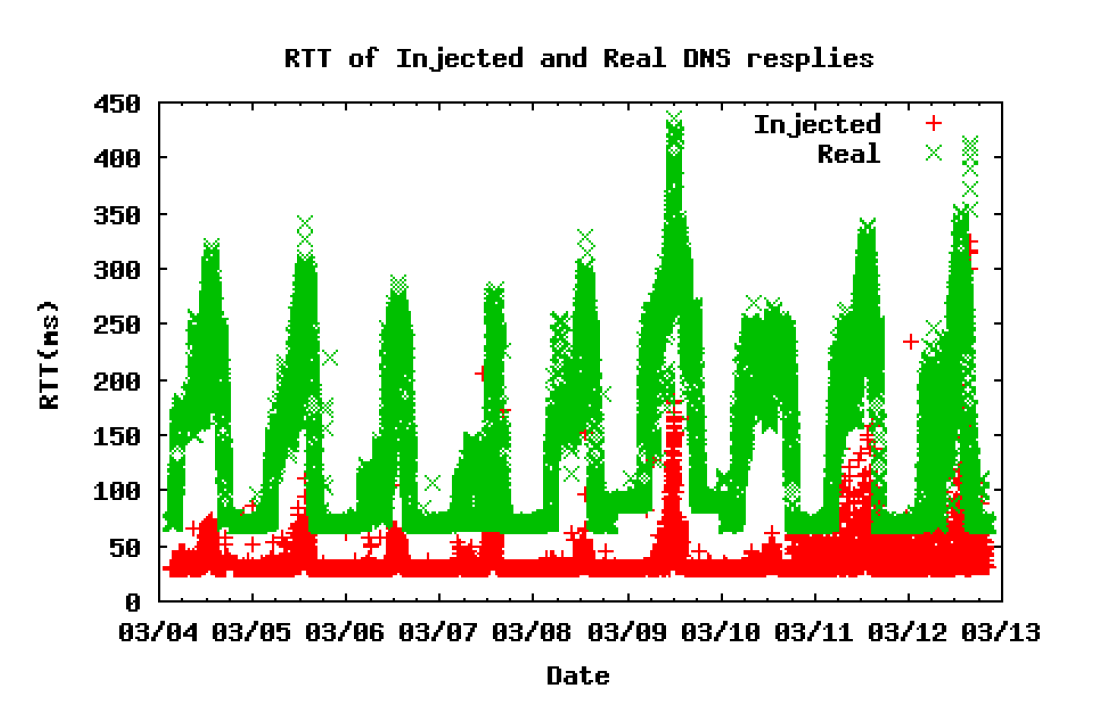 RTT of Injected and Real DNS resplies
450
400
350
300
250
200
150
100
50
0
RTT(ms)
Injected
Real
03/04 03/05 03/06 03/07 03/08 03/09 03/10 03/11 03/12 03/13
Date